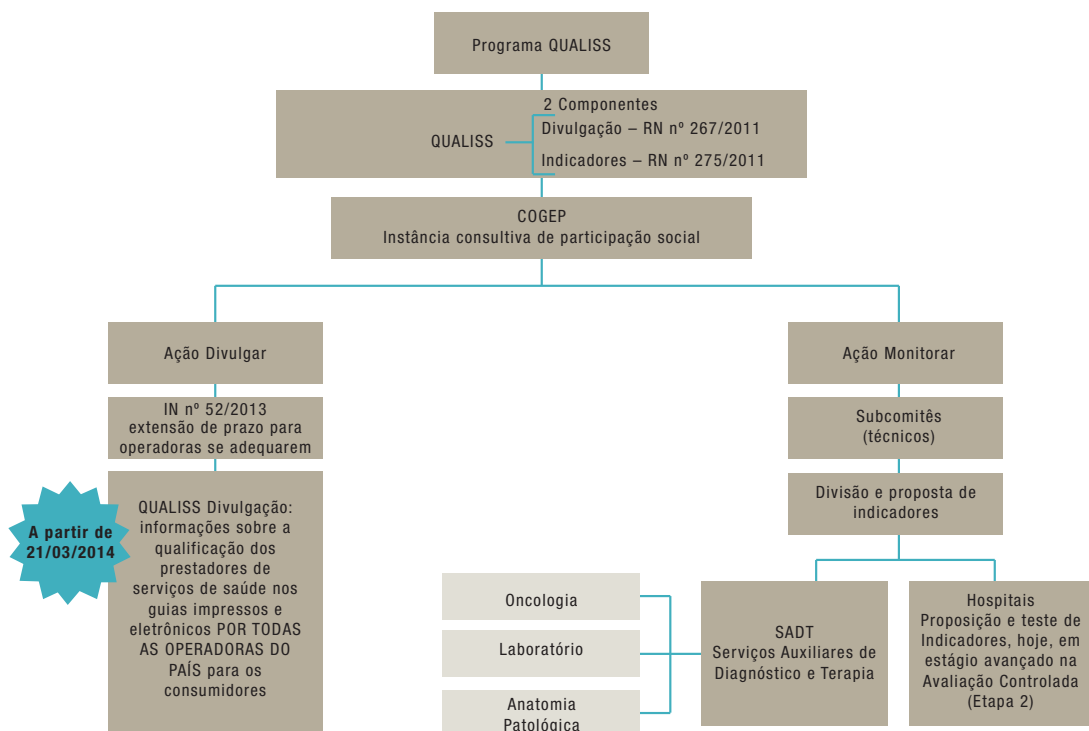 Programa QUALISS
2 Componentes
QUALISS
Divulgação – RN nº 267/2011
Indicadores – RN nº 275/2011
COGEP
Instância consultiva de participação social
Ação Divulgar
IN nº 52/2013
extensão de prazo para
operadoras se adequarem
A partir de
21/03/2014
QUALISS Divulgação:
informações sobre a
qualificação dos
prestadores de
serviços de saúde nos
guias impressos e
eletrônicos POR TODAS
AS OPERADORAS DO
PAÍS para os
consumidores
Ação Monitorar
Subcomitês
(técnicos)
Divisão e proposta de
indicadores
Oncologia
Laboratório
Anatomia
Patológica
SADT
Serviços Auxiliares de
Diagnóstico e Terapia
Hospitais
Proposição e teste de
Indicadores, hoje, em
estágio avançado na
Avaliação Controlada
(Etapa 2)